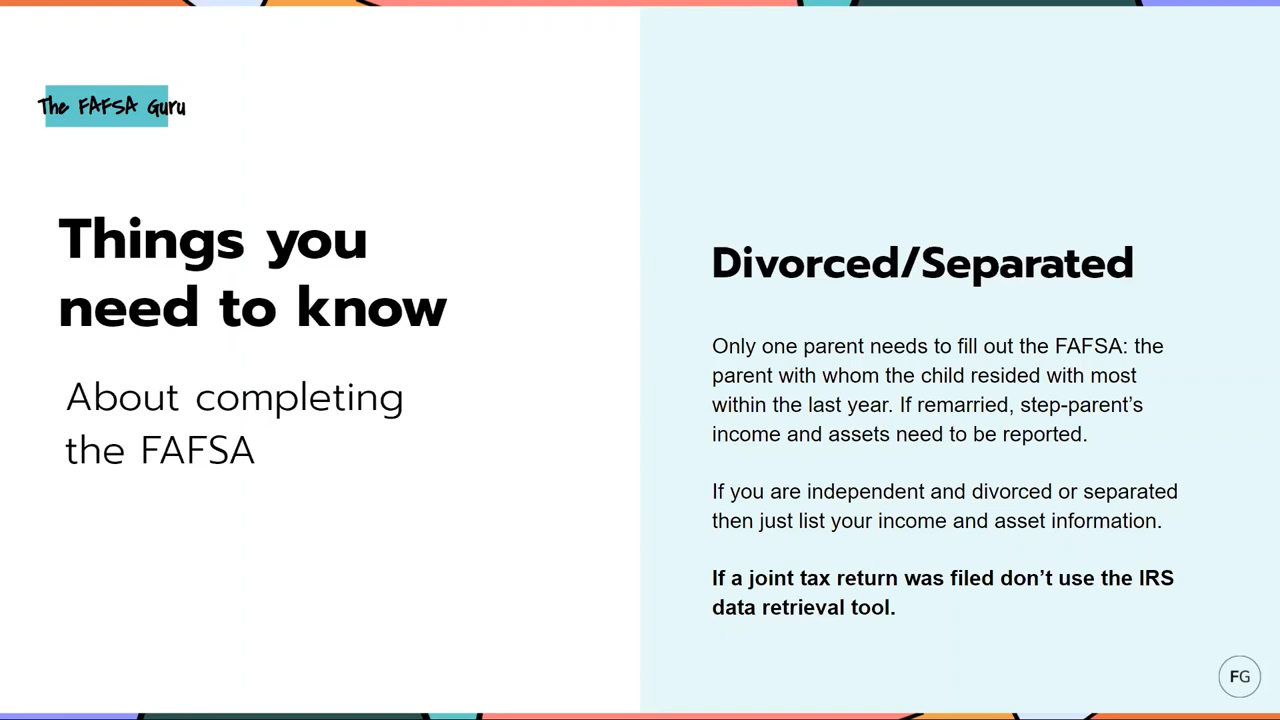 The FAFSA Guru
Things you
need to know
About completing
the FAFSA
Divorced/Separated
Only one parent needs to fill out the FAFSA: the
parent with whom the child resided with most
within the last year. If remarried, step-parent’s
income and assets need to be reported.
If you are independent and divorced or separated
then just list your income and asset information.
If a joint tax return was filed don’t use the IRS
data retrieval tool.
FG